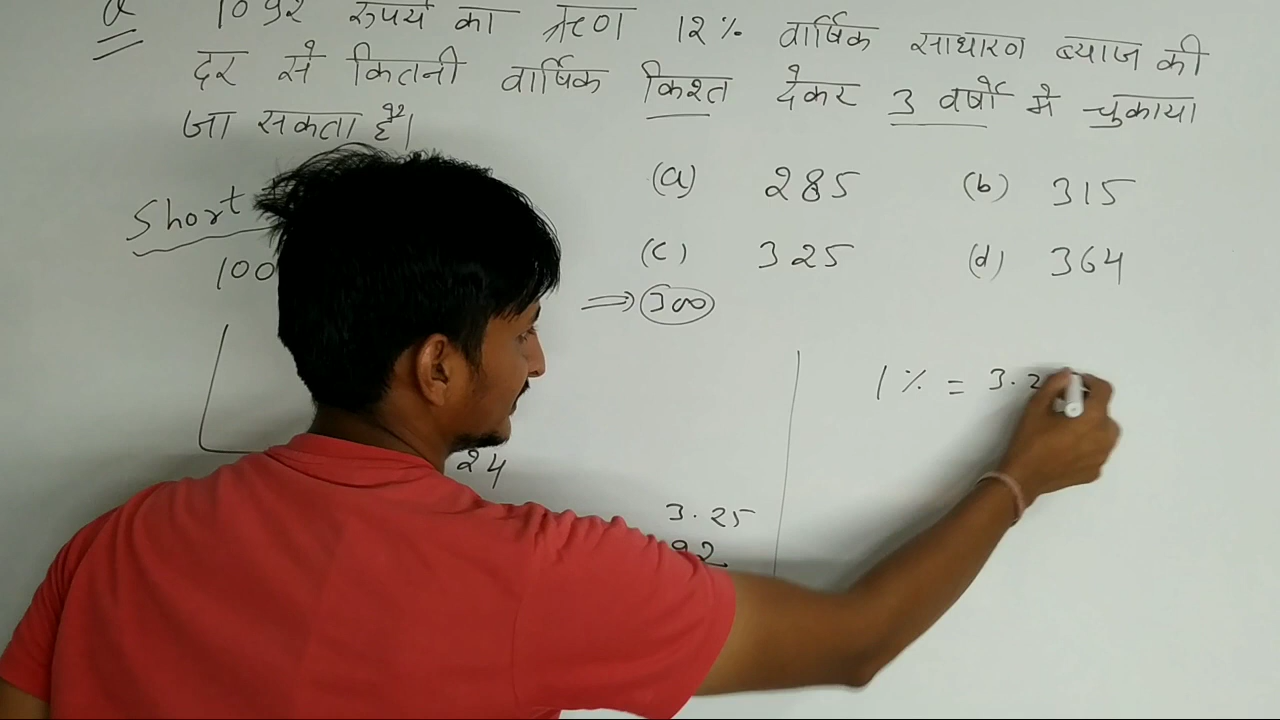 Q 1092 रुपये का ऋण 12% वार्षिक साधारण ब्याज की
दर से कितनी वार्षिक किश्त देकर 3 वर्षों में चुकाया
जा सकता है।
(a) 285 (b) 315
Short
(c) 325 (d) 364
100
⇒ 300
1% = 3.2
24
3.25
92